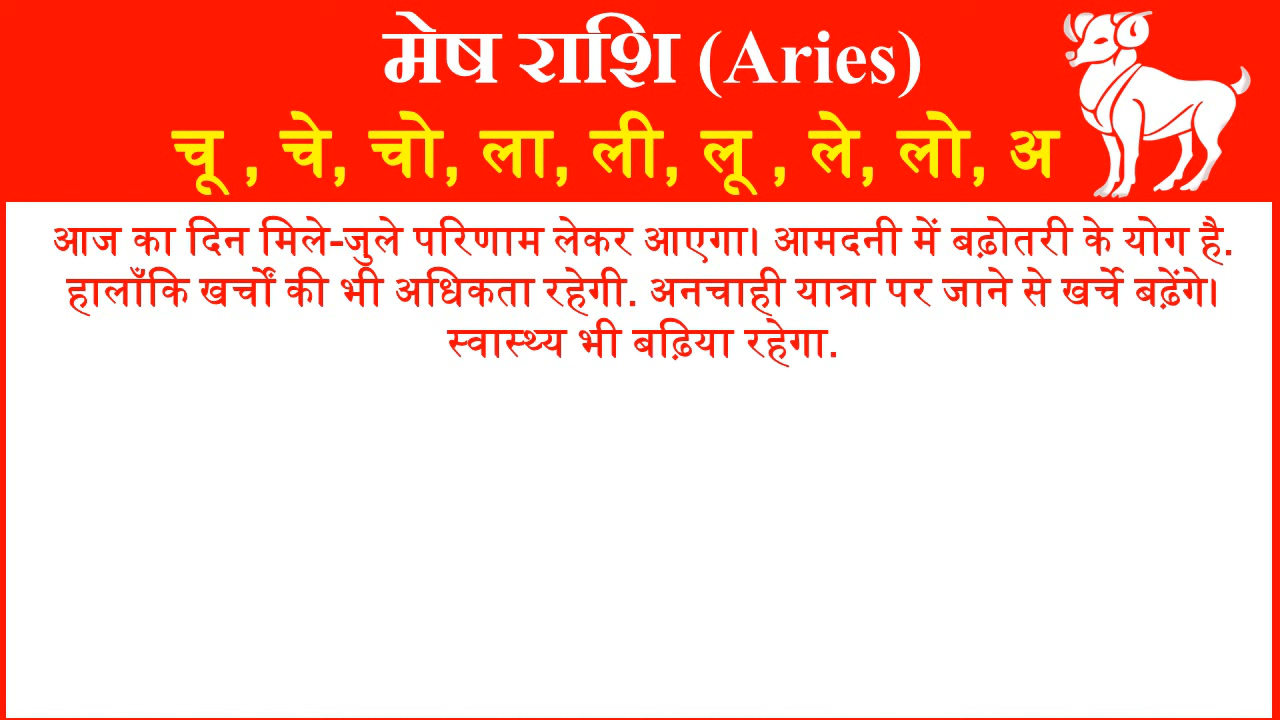 मेष राशि (Aries)
चू , चे, चो, ला, ली, लू , ले, लो, अ
आज का दिन मिले-जुले परिणाम लेकर आएगा। आमदनी में बढ़ोतरी के योग है.
हालाँकि खर्चों की भी अधिकता रहेगी. अनचाही यात्रा पर जाने से खर्चे बढ़ेंगे।
स्वास्थ्य भी बढ़िया रहेगा.